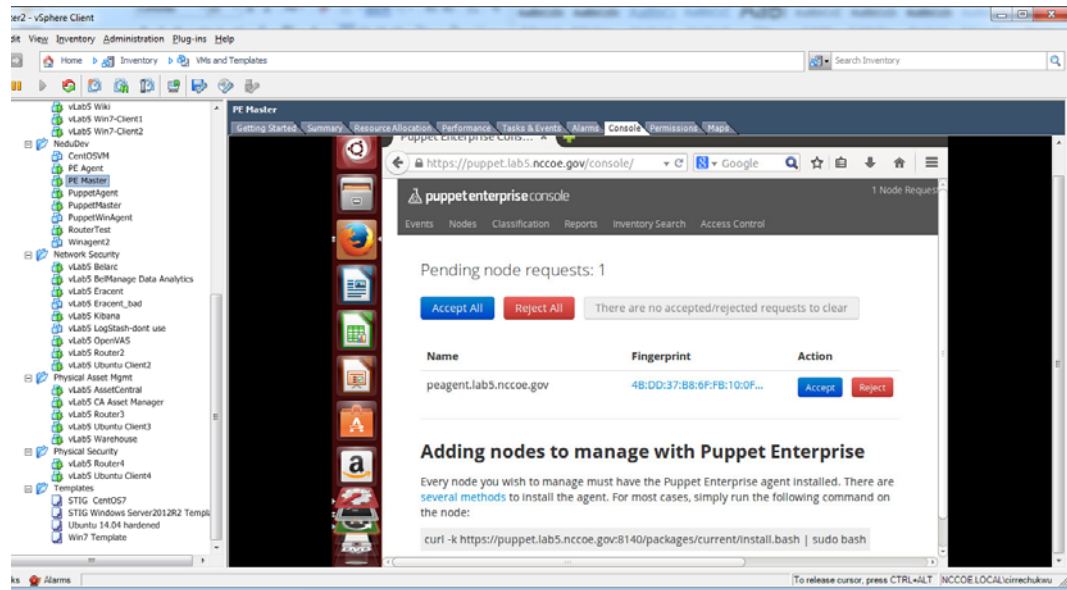 ter2 - vSphere Client
dit View Inventory Administration Plug-ins Help
Home Inventory VMs and Templates
Search Inventory
vLab5 Wiki
vLab5 Win7-Client1
vLab5 Win7-Client2
NeduDev
CentOSVM
PE Agent
PE Master
PuppetAgent
PuppetMaster
PuppetWinAgent
RouterTest
Winagent2
Network Security
vLab5 Belarc
vLab5 BelManage Data Analytics
vLab5 Eracent
vLab5 Eracent_bad
vLab5 Kibana
vLab5 LogStash-dont use
vLab5 OpenVAS
vLab5 Router2
vLab5 Ubuntu Client2
Physical Asset Mgmt
vLab5 AssetCentral
vLab5 CA Asset Manager
vLab5 Router3
vLab5 Ubuntu Client3
vLab5 Warehouse
Physical Security
vLab5 Router4
vLab5 Ubuntu Client4
Templates
STIG CentOS7
STIG Windows Server2012R2 Templ
Ubuntu 14.04 hardened
Win7 Template
PE Master
Getting Started Summary Resource Allocation Performance Tasks & Events Alarms Console Permissions Maps
Puppet Enterprise Cons...
https://puppet.lab5.nccoe.gov/console/ Google
puppet enterprise console
1 Node Request
Events Nodes Classification Reports Inventory Search Access Control
Pending node requests: 1
Accept All Reject All There are no accepted/rejected requests to clear
Name Fingerprint Action
peagent.lab5.nccoe.gov 4B:DD:37:B8:6F:FB:10:0F... Accept Reject
Adding nodes to manage with Puppet Enterprise
Every node you wish to manage must have the Puppet Enterprise agent installed. There are
several methods to install the agent. For most cases, simply run the following command on
the node:
curl -k https://puppet.lab5.nccoe.gov:8140/packages/current/install.bash | sudo bash
ks Alarms
To release cursor, press CTRL+ALT NCCOE.LOCAL\cirrechukwu